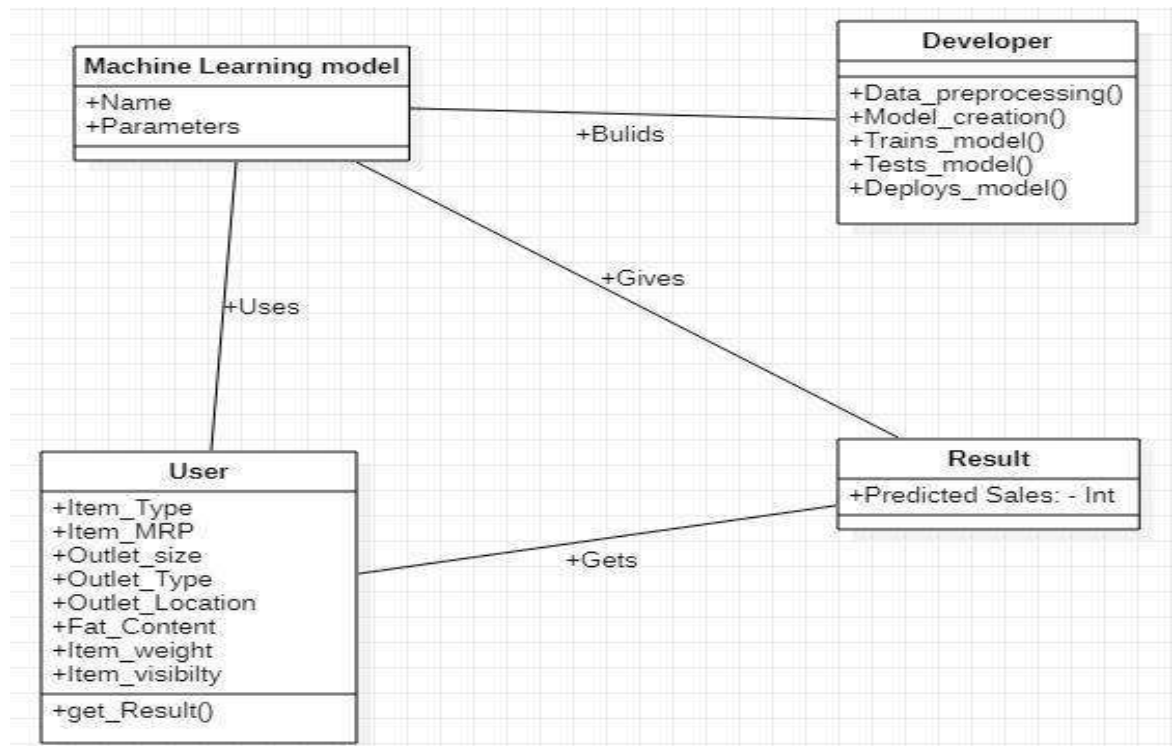 Machine Learning model
+Name
+Parameters
Developer
+Data_preprocessing()
+Model_creation()
+Trains_model()
+Tests_model()
+Deploys_model()
+Bulids
+Gives
+Uses
User
+Item_Type
+Item_MRP
+Outlet_size
+Outlet_Type
+Outlet_Location
+Fat_Content
+Item_weight
+Item_visibilty
+get_Result()
Result
+Predicted Sales: - Int
+Gets